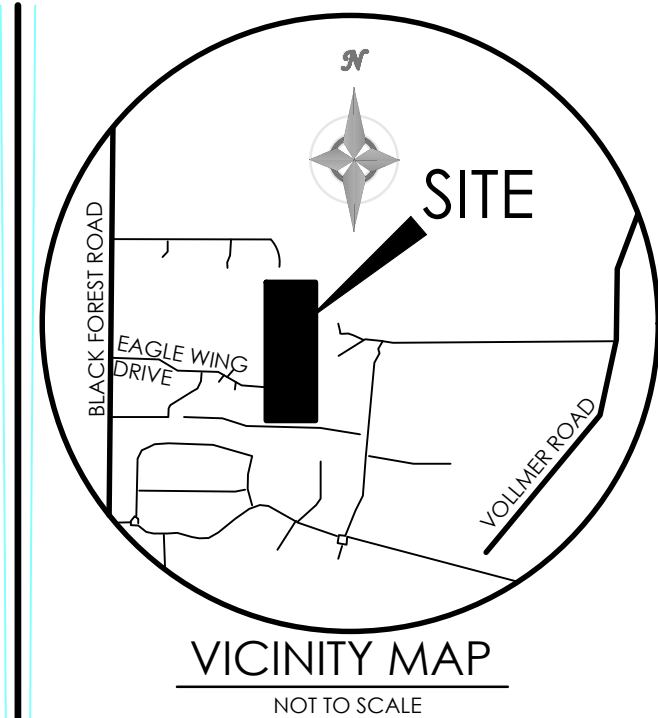 N
SITE
BLACK FOREST ROAD
EAGLE WING
DRIVE
VOLLMER ROAD
VICINITY MAP
NOT TO SCALE